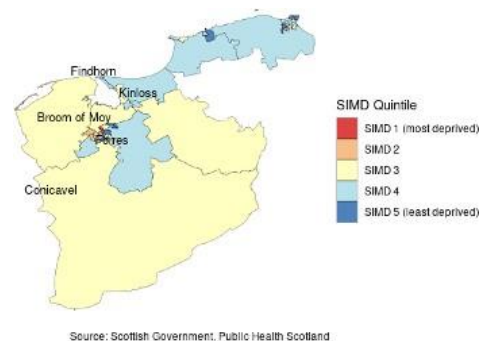 Findhorn
Kinloss
Broom of Moy
Forres
Conicavel
SIMD Quintile
SIMD 1 (most deprived)
SIMD 2
SIMD 3
SIMD 4
SIMD 5 (least deprived)
Source: Scottish Government, Public Health Scotland